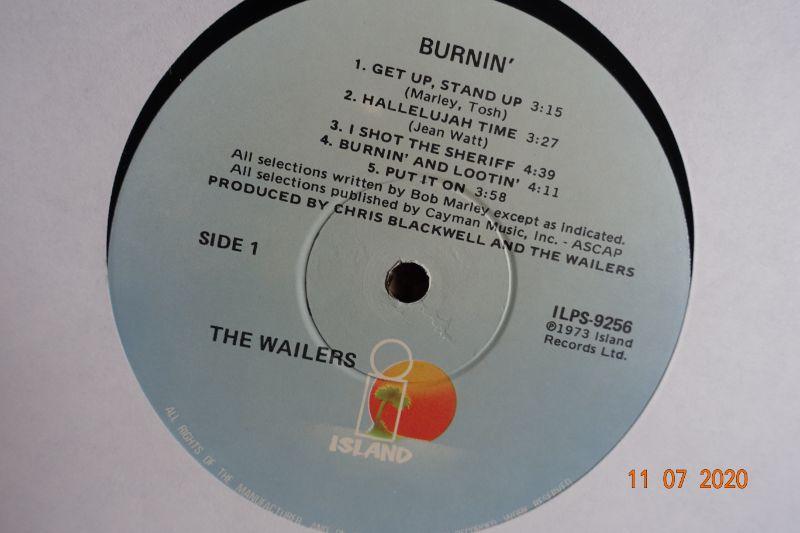 BURNIN'
1. GET UP, STAND UP 3:15
(Marley, Tosh)
2. HALLELUJAH TIME 3:27
(Jean Watt)
3. I SHOT THE SHERIFF 4:39
4. BURNIN' AND LOOTIN' 4:11
5. PUT IT ON 3:58
All selections written by Bob Marley except as indicated.
All selections published by Cayman Music, Inc. - ASCAP
PRODUCED BY CHRIS BLACKWELL AND THE WAILERS
SIDE 1
ILPS-9256
℗1973 Island
Records Ltd.
THE WAILERS
ISLAND
ALL RIGHTS OF THE MANUFACTURER AND WORK RESERVED
11 07 2020